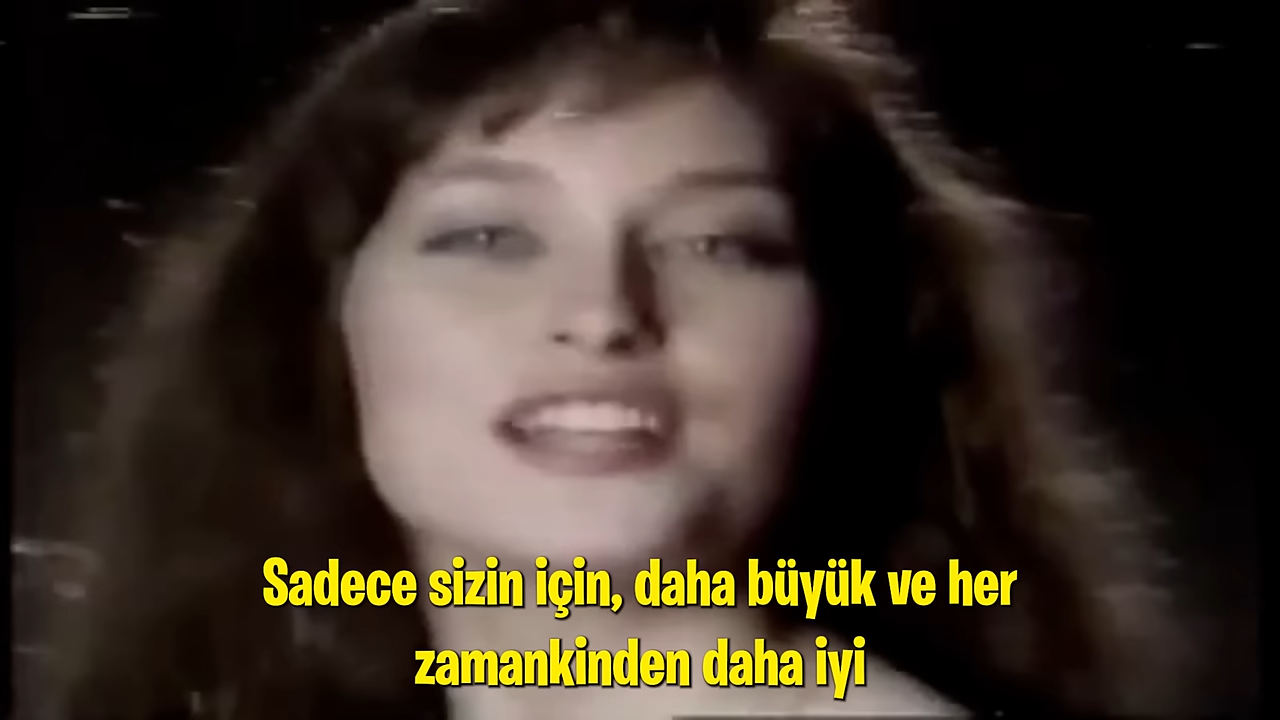 Sadece sizin için, daha büyük ve her
zamankinden daha iyi